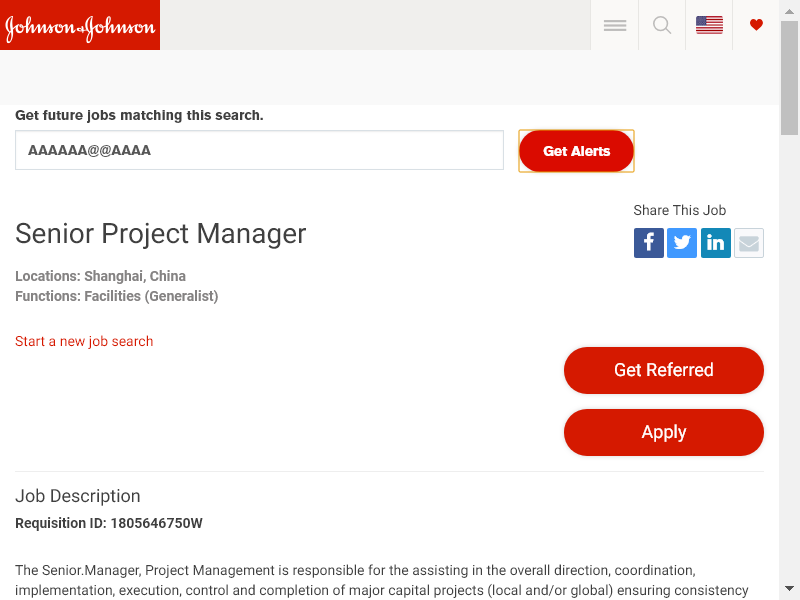 Johnson & Johnson
Get future jobs matching this search.
AAAAAA@@AAAA
Get Alerts
Share This Job
Senior Project Manager
Locations: Shanghai, China
Functions: Facilities (Generalist)
Start a new job search
Get Referred
Apply
Job Description
Requisition ID: 1805646750W
The Senior.Manager, Project Management is responsible for the assisting in the overall direction, coordination,
implementation, execution, control and completion of major capital projects (local and/or global) ensuring consistency